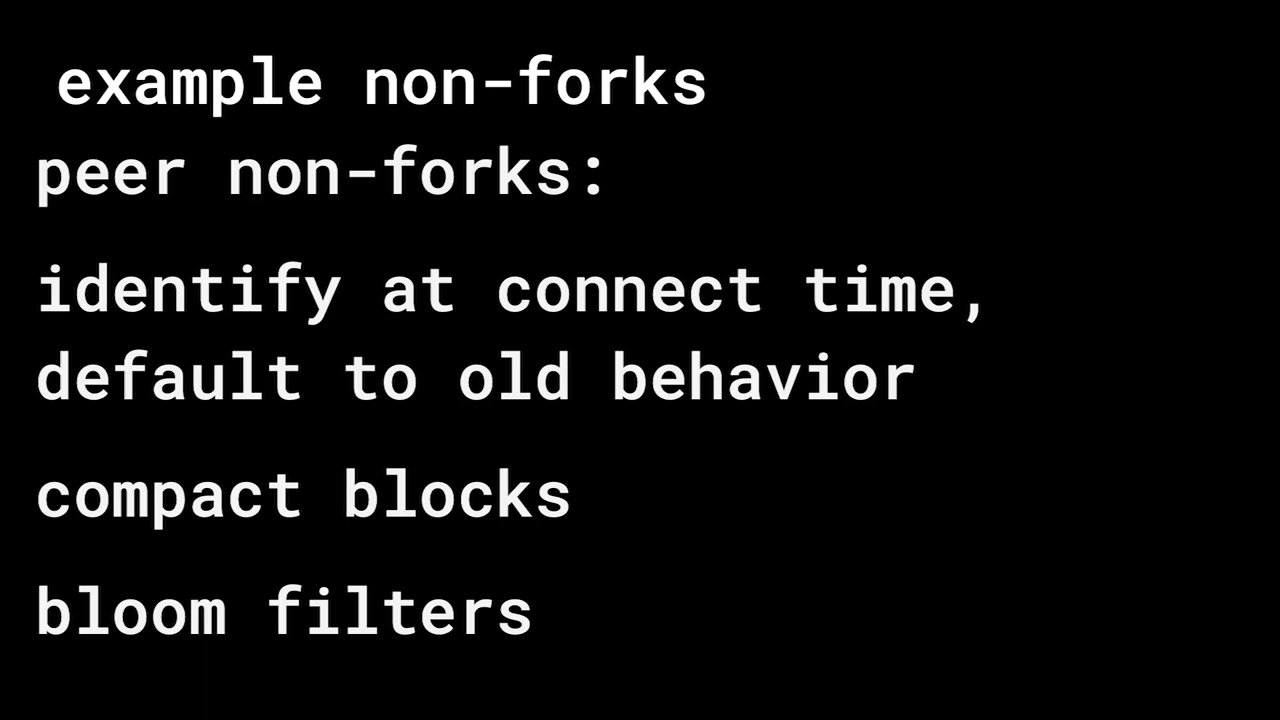 example non-forks
peer non-forks:
identify at connect time,
default to old behavior
compact blocks
bloom filters